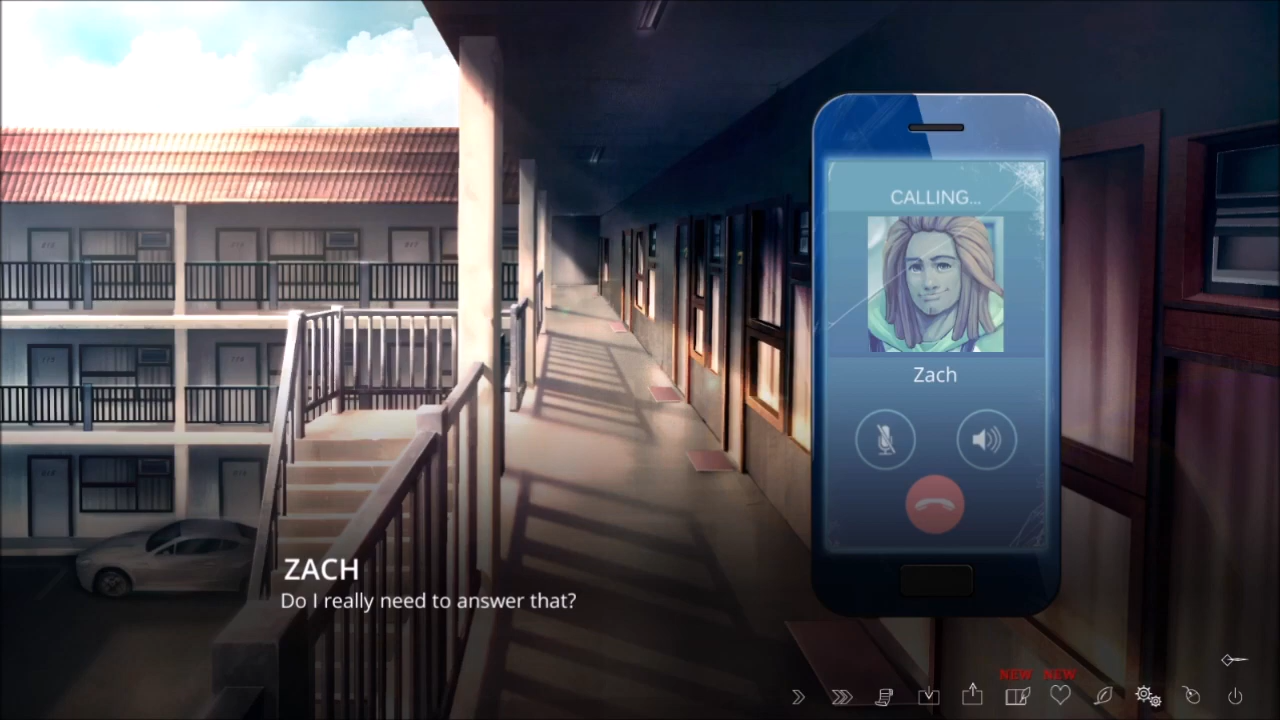 CALLING...
Zach
ZACH
Do I really need to answer that?
NEW NEW